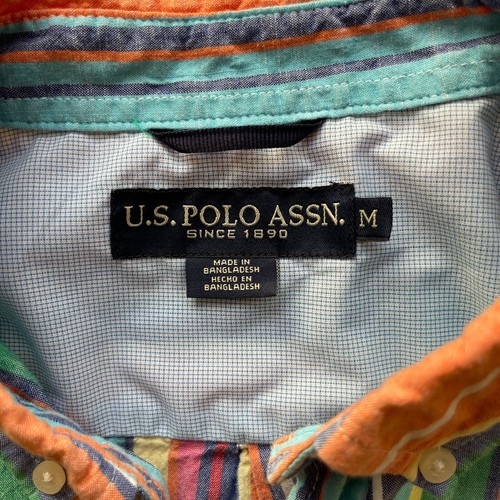 U.S. POLO ASSN.
SINCE 1890
M
MADE IN
BANGLADESH
HECHO EN
BANGLADESH